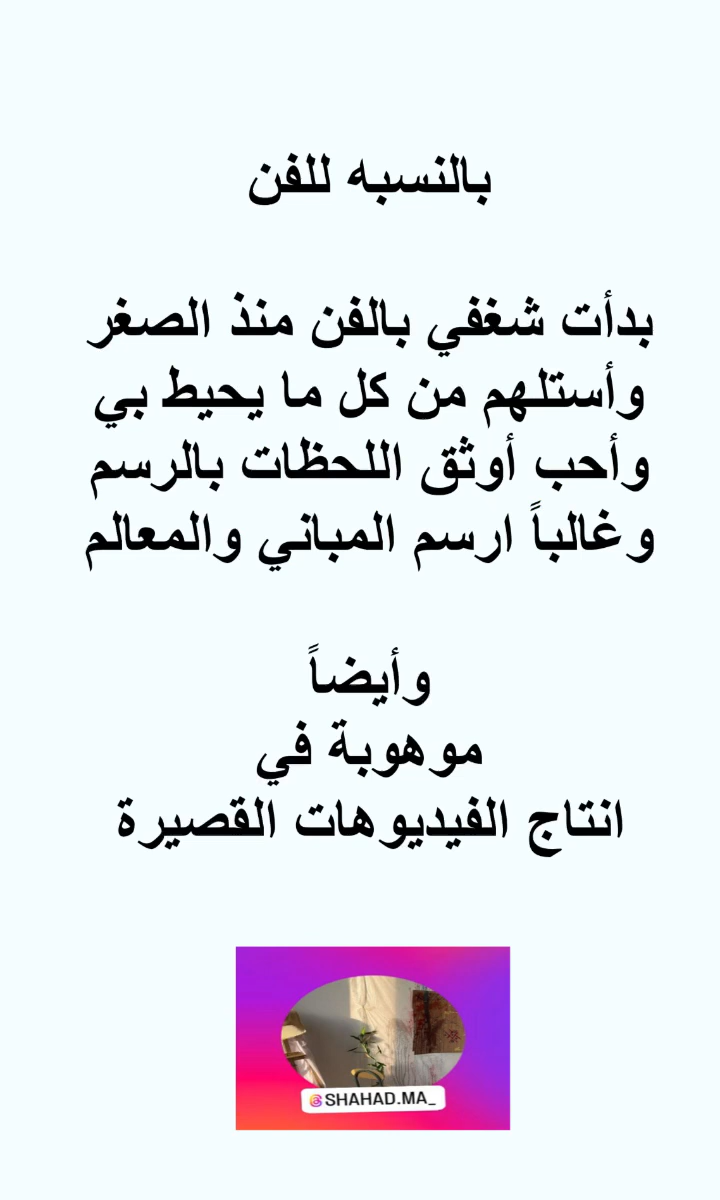 بالنسبه للفن
بدأت شغفي بالفن منذ الصغر
وأستلهم من كل ما يحيط بي
وأحب أوثق اللحظات بالرسم
وغالباً ارسم المباني والمعالم
وأيضاً
موهوبة في
انتاج الفيديوهات القصيرة
SHAHAD.MA_